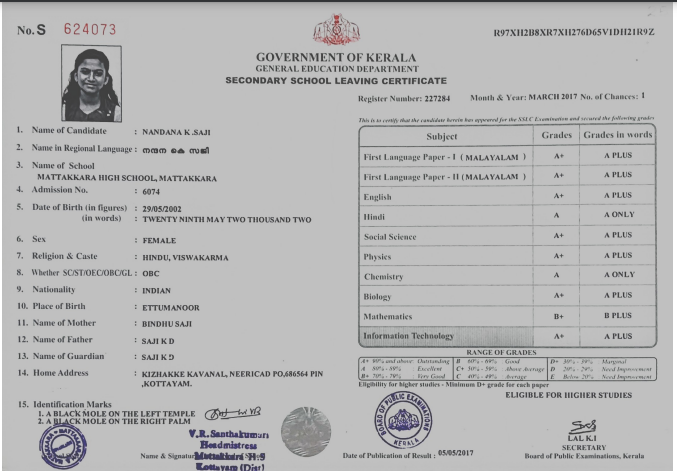 No. S 624073
R97XH2B8XR7XH276D65V1DH21R9Z
GOVERNMENT OF KERALA
GENERAL EDUCATION DEPARTMENT
SECONDARY SCHOOL LEAVING CERTIFICATE
Register Number: 227284 Month & Year: MARCH 2017 No. of Chances: 1
This is to certify that the candidate herein has appeared for the SSLC Examination and secured the following grades
1. Name of Candidate : NANDANA K .SAJI
2. Name in Regional Language : നന്ദന കെ സജി
3. Name of School
MATTAKKARA HIGH SCHOOL, MATTAKKARA
4. Admission No. : 6074
5. Date of Birth (in figures) : 29/05/2002
(in words) : TWENTY NINTH MAY TWO THOUSAND TWO
6. Sex : FEMALE
7. Religion & Caste : HINDU, VISWAKARMA
8. Whether SC/ST/OEC/OBC/GL : OBC
9. Nationality : INDIAN
10. Place of Birth : ETTUMANOOR
11. Name of Mother : BINDHU SAJI
12. Name of Father : SAJI K D
13. Name of Guardian : SAJI K D
14. Home Address : KIZHAKKE KAVANAL, NEERICAD PO,686564 PIN
,KOTTAYAM.
15. Identification Marks
1. A BLACK MOLE ON THE LEFT TEMPLE
2. A BLACK MOLE ON THE RIGHT PALM
Subject Grades Grades in words
First Language Paper - I ( MALAYALAM ) A+ A PLUS
First Language Paper - II ( MALAYALAM ) A+ A PLUS
English A+ A PLUS
Hindi A A ONLY
Social Science A+ A PLUS
Physics A+ A PLUS
Chemistry A A ONLY
Biology A+ A PLUS
Mathematics B+ B PLUS
Information Technology A+ A PLUS
RANGE OF GRADES
A+ 90% and above: Outstanding B 60% - 69% Good D+ 30% - 39% Marginal
A 80% - 89% Excellent C+ 50% - 59% Above Average D 20% - 29% Need Improvement
B+ 70% - 79% Very Good C 40% - 49% Average E Below 20% Need Improvement
Eligibility for higher studies - Minimum D+ grade for each paper
ELIGIBLE FOR HIGHER STUDIES
BOARD OF PUBLIC EXAMINATIONS
KERALA
V.R. Santhakumari
Headmistress
Mattakkara H.S
Kottayam (Dist)
Name & Signature
Date of Publication of Result : 05/05/2017
LAL K.I
SECRETARY
Board of Public Examinations, Kerala